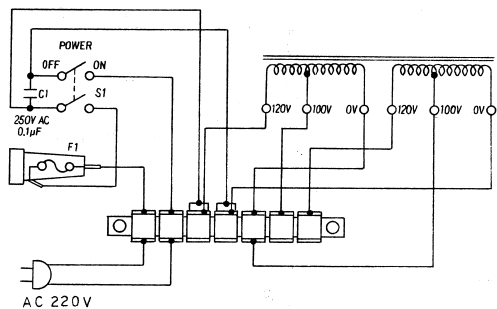 POWER
OFF ON
C1 S1
250V AC
0.1µF
F1
120V 100V 0V 120V 100V 0V
AC 220V